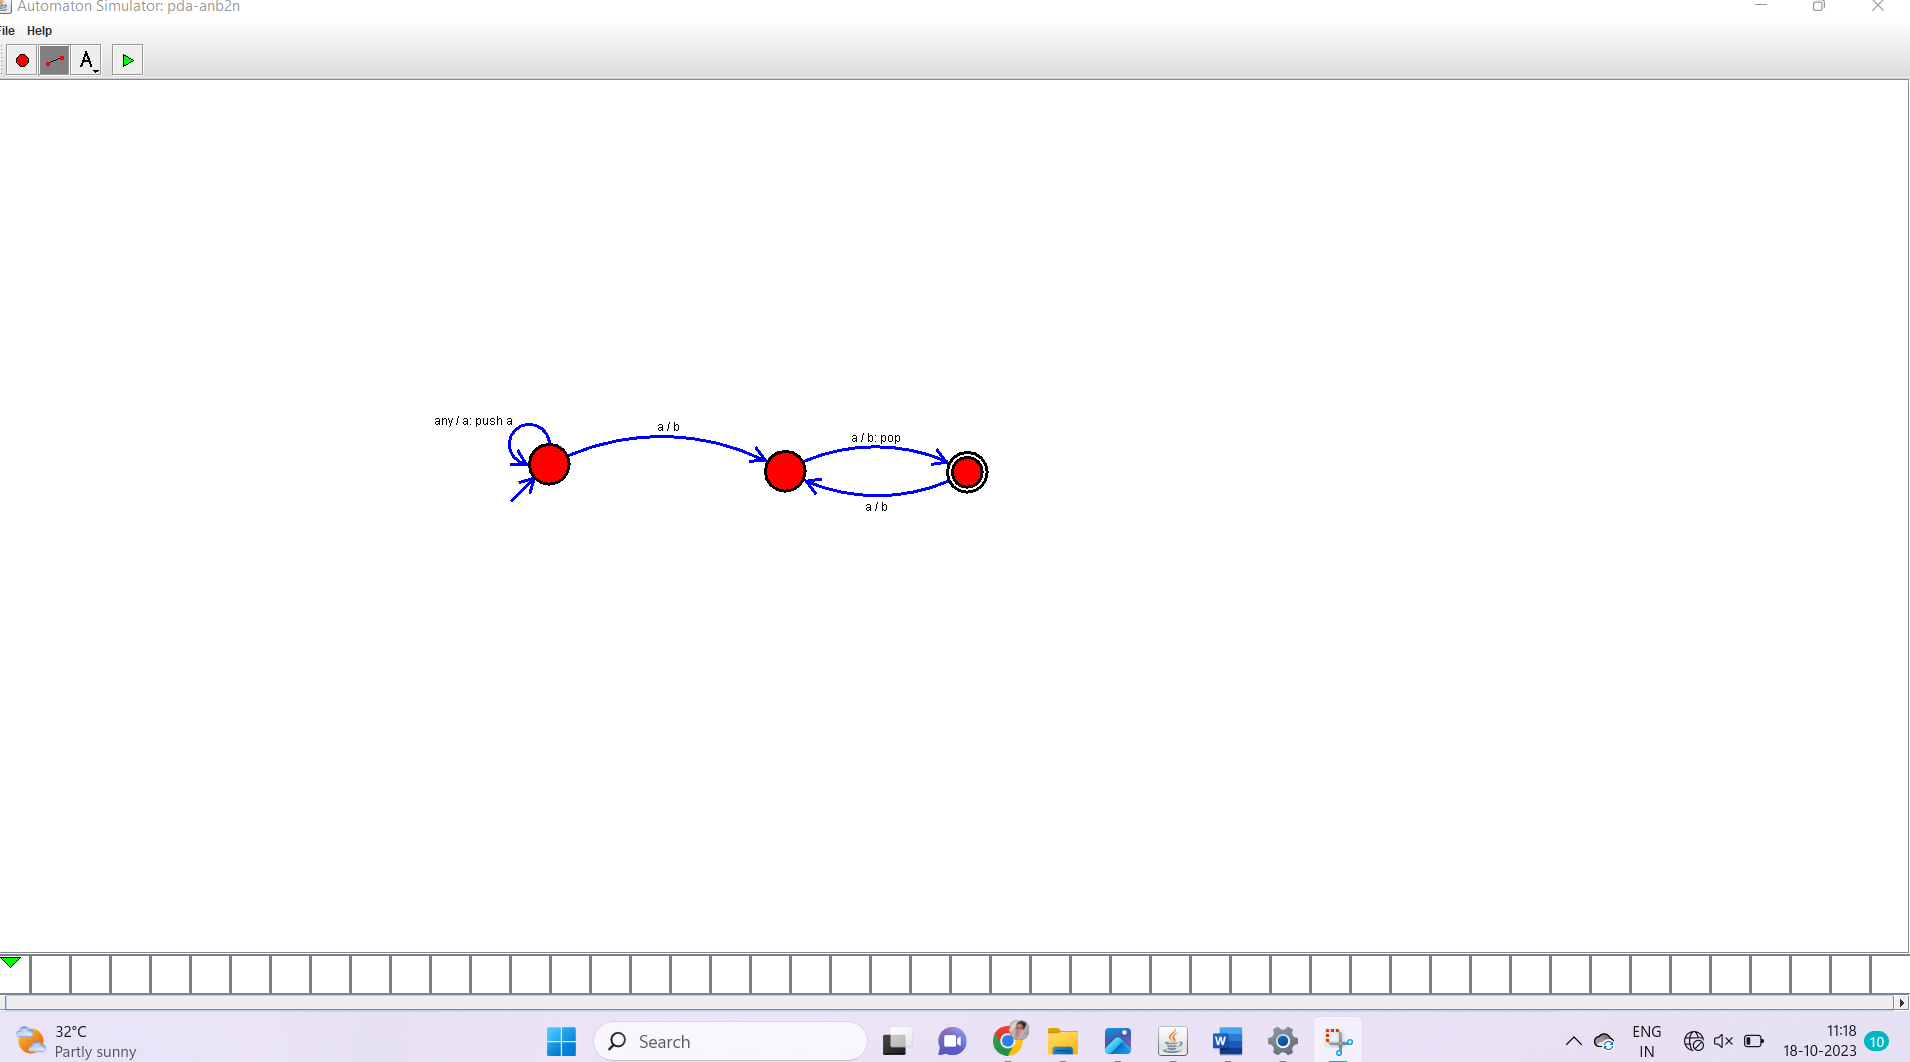 Automaton Simulator: pda-anb2n
File Help
A
any / a: push a
a / b
a / b: pop
a / b
32°C
Partly sunny
Search
W
ENG
IN
11:18
18-10-2023
10